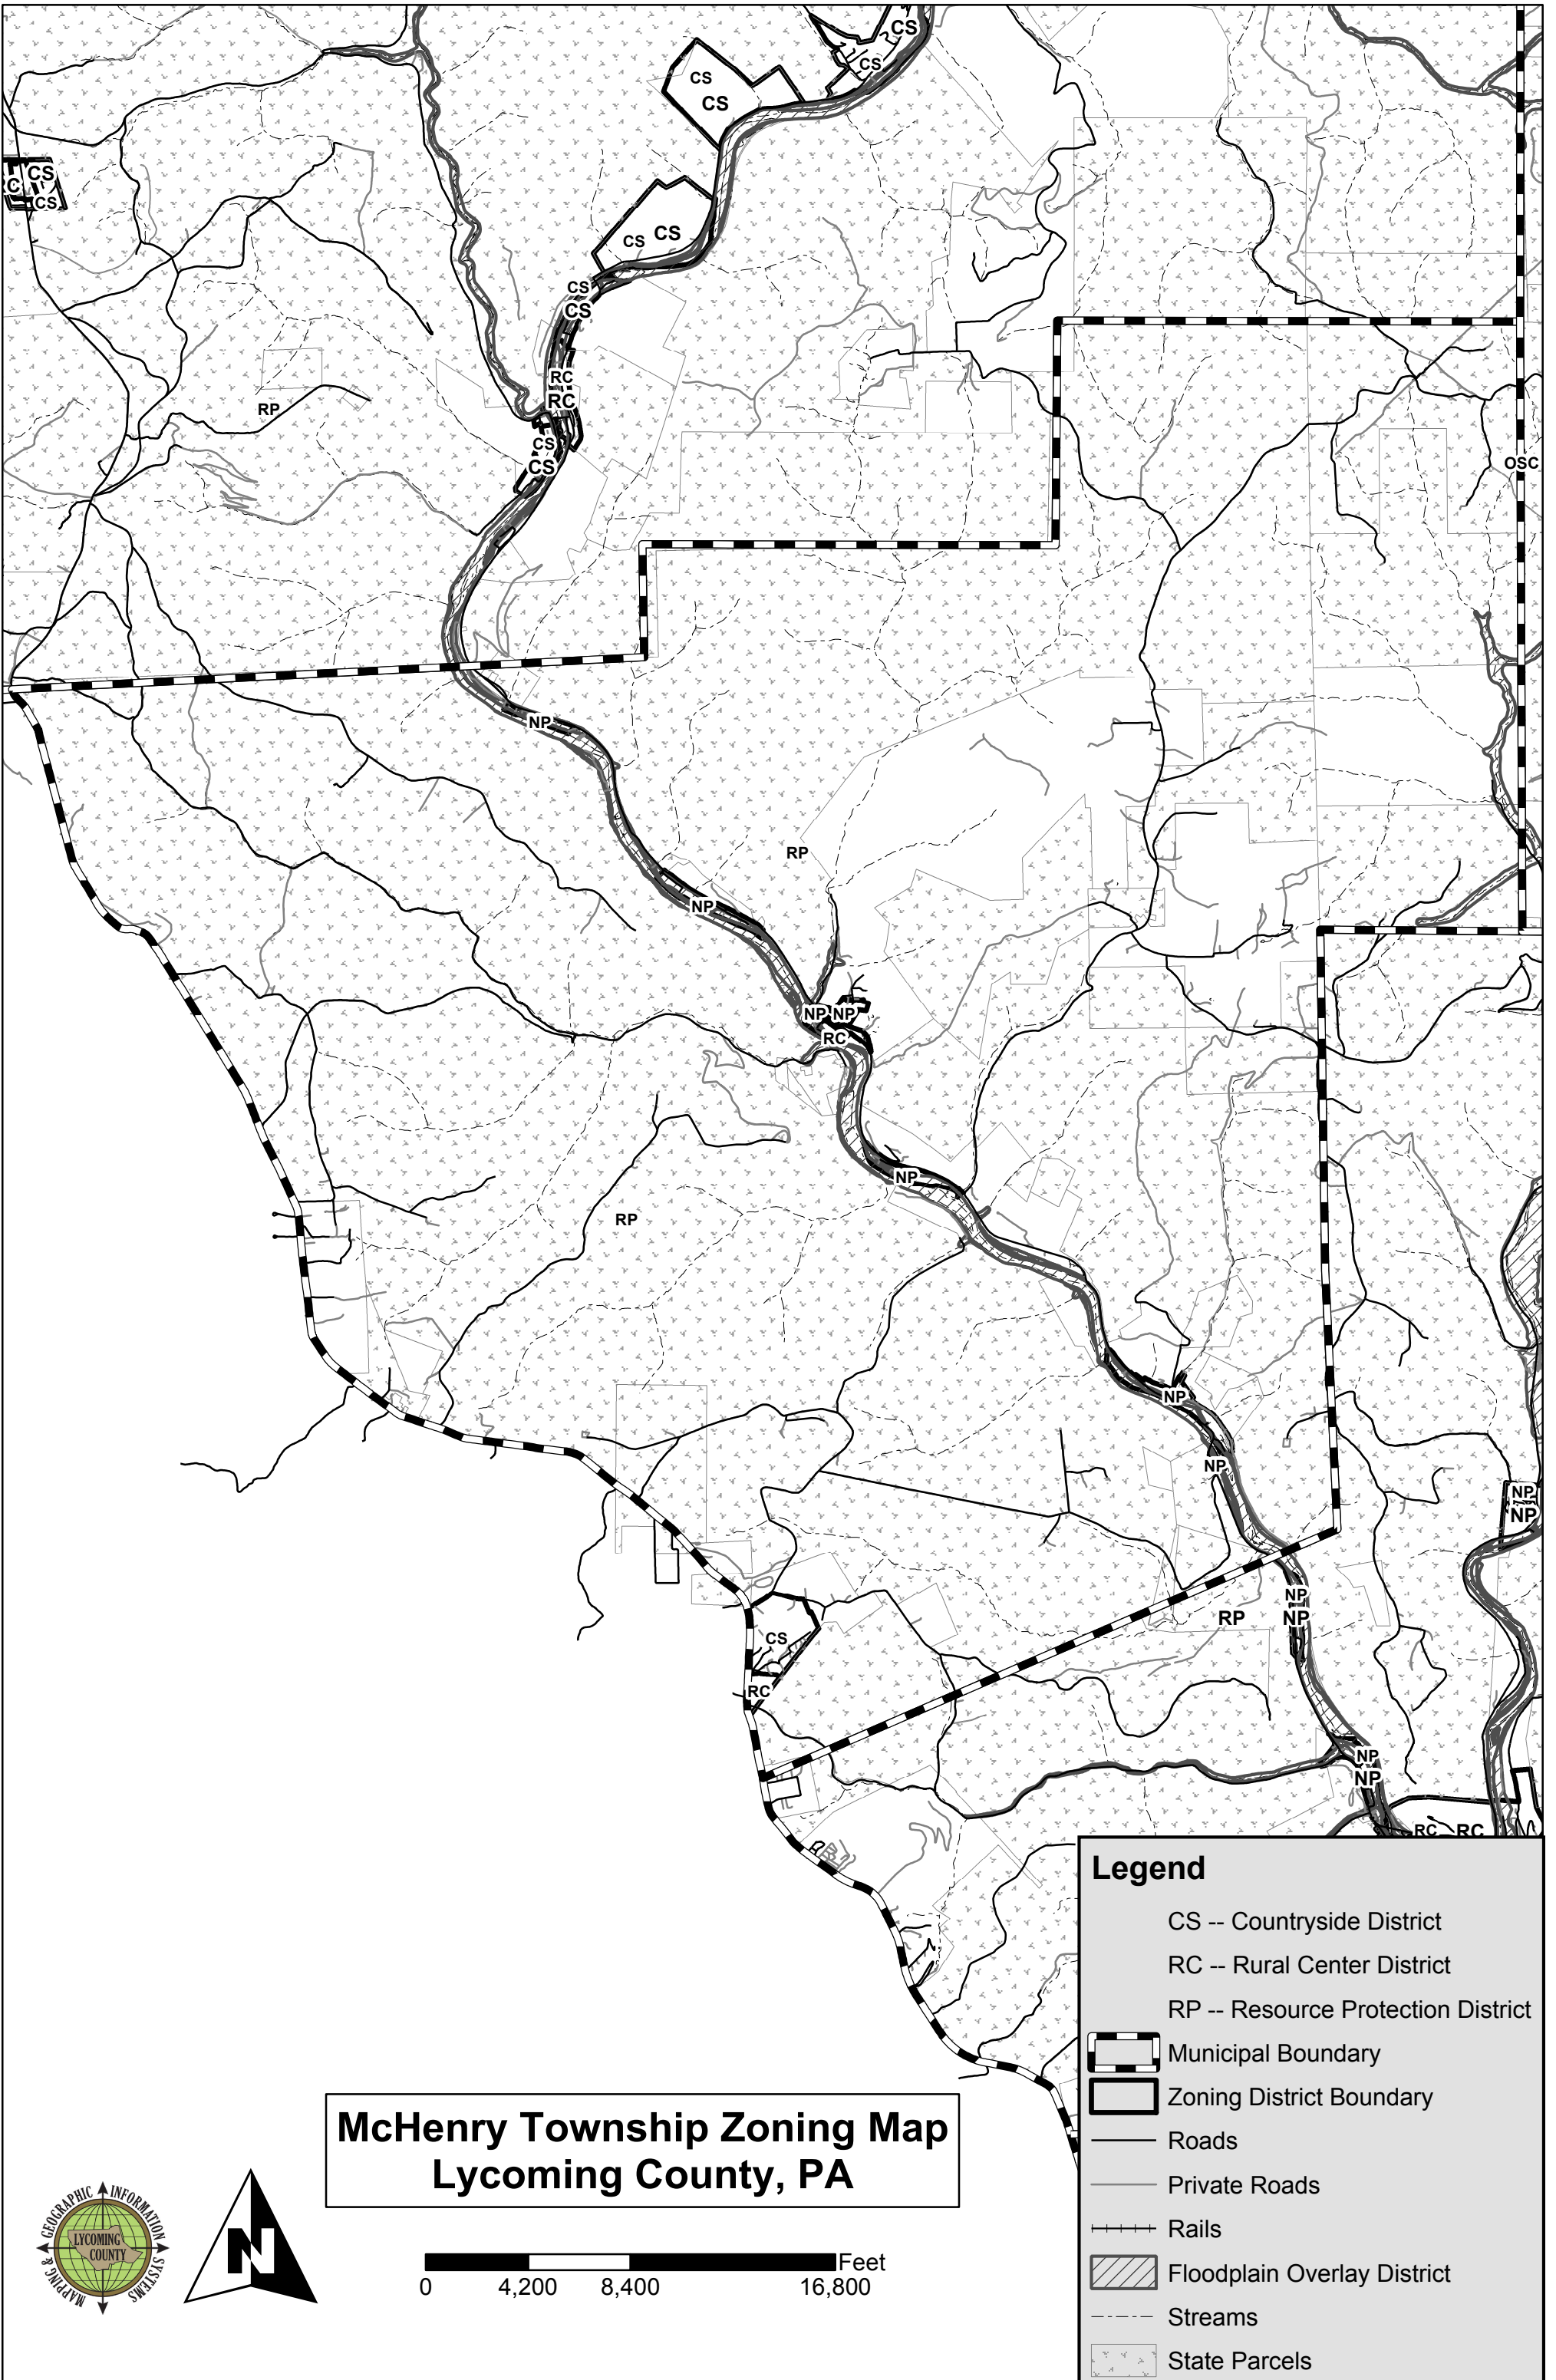 CS
CS
CS
CS
CS
CS
C
CS
CS
CS
CS
CS
RC
RC
RP
CS
CS
OSC
NP
RP
NP
NP NP
RC
NP
RP
NP
NP
NP
NP
NP
NP
RP
CS
RC
NP
NP
RC RC
Legend
CS -- Countryside District
RC -- Rural Center District
RP -- Resource Protection District
Municipal Boundary
Zoning District Boundary
Roads
Private Roads
Rails
Floodplain Overlay District
Streams
State Parcels
McHenry Township Zoning Map
Lycoming County, PA
GEOGRAPHIC INFORMATION SYSTEMS
MAPPING &
LYCOMING
COUNTY
N
Feet
0 4,200 8,400 16,800